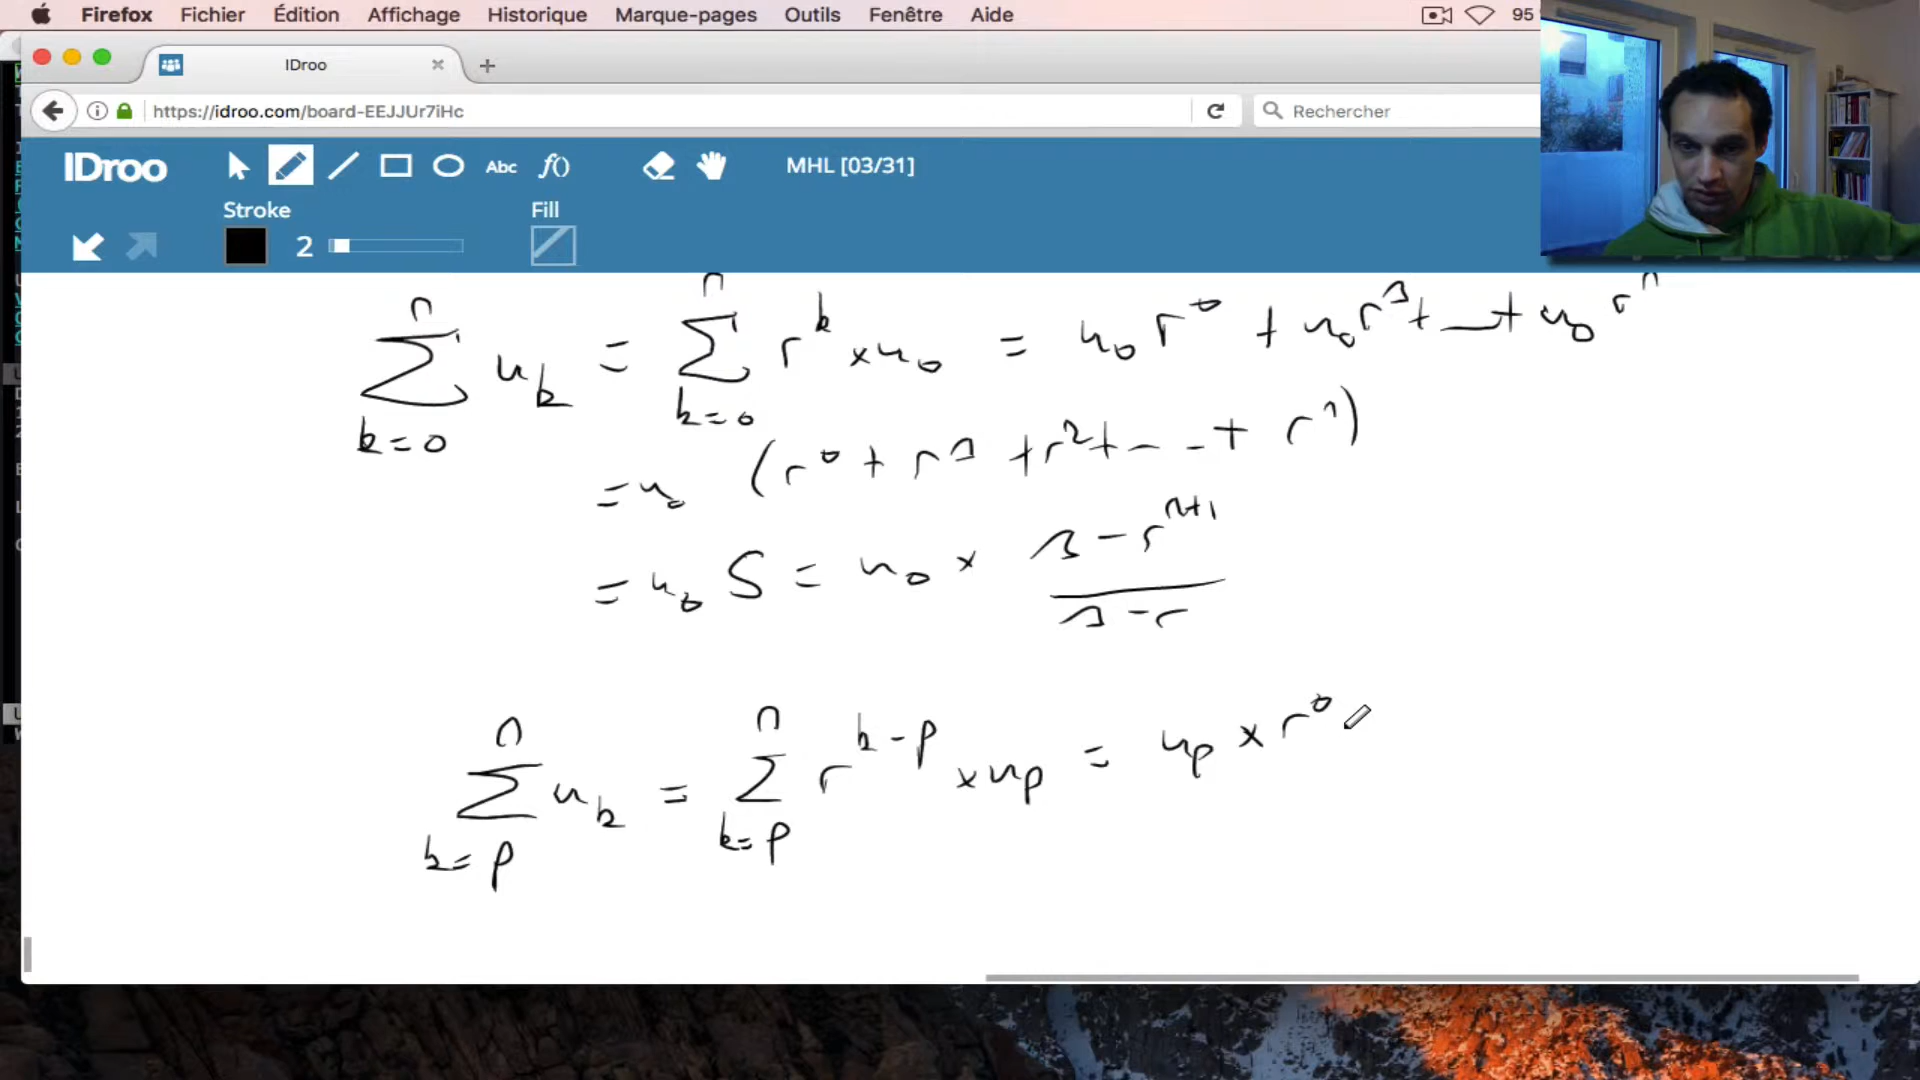 Firefox Fichier Édition Affichage Historique Marque-pages Outils Fenêtre Aide 95
IDroo
https://idroo.com/board-EEJJUr7iHc
Rechercher
IDroo Abc f() MHL [03/31]
Stroke Fill
2
∑_{k=0}^{n} u_k = ∑_{k=0}^{n} r^k × u_0 = u_0 r^0 + u_0 r^1 + ... + u_0 r^n
= u_0 (r^0 + r^1 + r^2 + ... + r^n)
= u_0 S = u_0 × (1 - r^{n+1}) / (1 - r)
∑_{k=p}^{n} u_k = ∑_{k=p}^{n} r^{k-p} × u_p = u_p × r^0